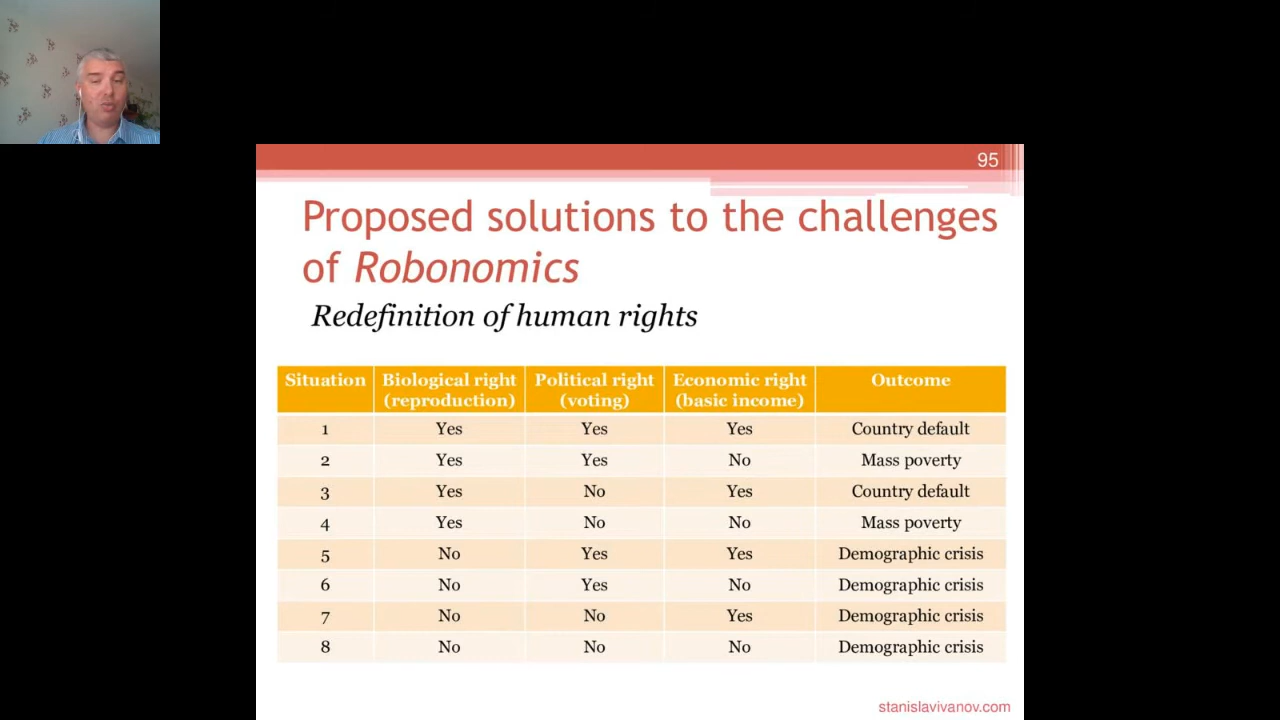 95
Proposed solutions to the challenges
of Robonomics
Redefinition of human rights
Situation Biological right (reproduction) Political right (voting) Economic right (basic income) Outcome
1 Yes Yes Yes Country default
2 Yes Yes No Mass poverty
3 Yes No Yes Country default
4 Yes No No Mass poverty
5 No Yes Yes Demographic crisis
6 No Yes No Demographic crisis
7 No No Yes Demographic crisis
8 No No No Demographic crisis
stanislavivanov.com